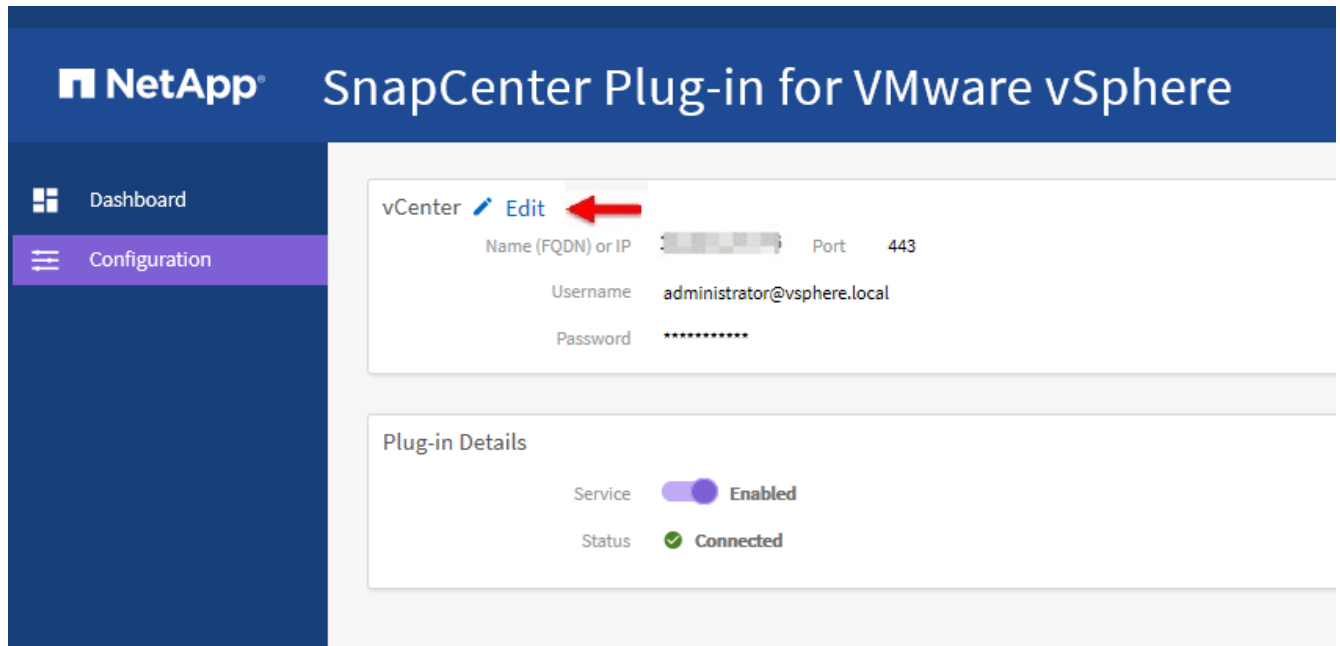 NetApp® SnapCenter Plug-in for VMware vSphere
Dashboard
Configuration
vCenter Edit
Name (FQDN) or IP Port 443
Username administrator@vsphere.local
Password ***********
Plug-in Details
Service Enabled
Status Connected